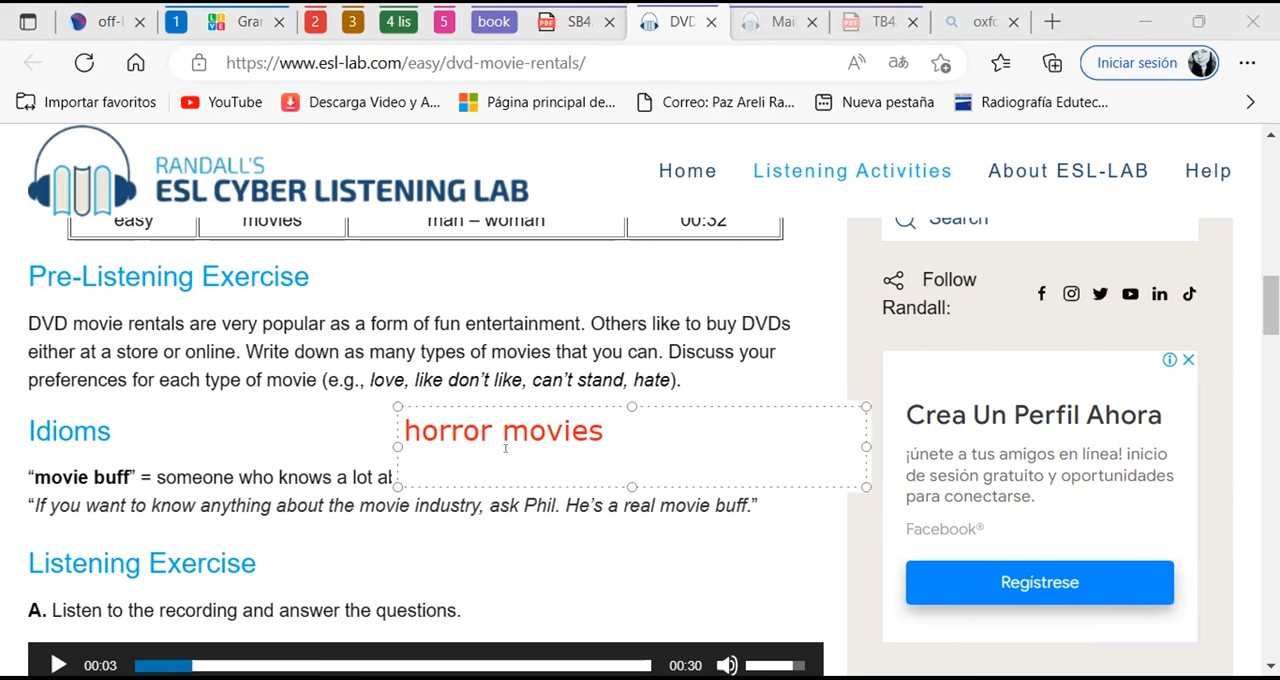 off-l
1
Grar
2
3
4 lis
5
book
SB4
DVD
Mai
TB4
oxfc
https://www.esl-lab.com/easy/dvd-movie-rentals/
Iniciar sesión
Importar favoritos
YouTube
Descarga Video y A...
Página principal de...
Correo: Paz Areli Ra...
Nueva pestaña
Radiografía Edutec...
RANDALL'S
ESL CYBER LISTENING LAB
Home
Listening Activities
About ESL-LAB
Help
easy
movies
man – woman
00:32
Search
Pre-Listening Exercise
Follow
Randall:
DVD movie rentals are very popular as a form of fun entertainment. Others like to buy DVDs
either at a store or online. Write down as many types of movies that you can. Discuss your
preferences for each type of movie (e.g., love, like don't like, can't stand, hate).
Idioms
horror movies
“movie buff” = someone who knows a lot ab
“If you want to know anything about the movie industry, ask Phil. He's a real movie buff.”
Listening Exercise
A. Listen to the recording and answer the questions.
00:03
00:30
Crea Un Perfil Ahora
¡únete a tus amigos en línea! inicio
de sesión gratuito y oportunidades
para conectarse.
Facebook®
Regístrese